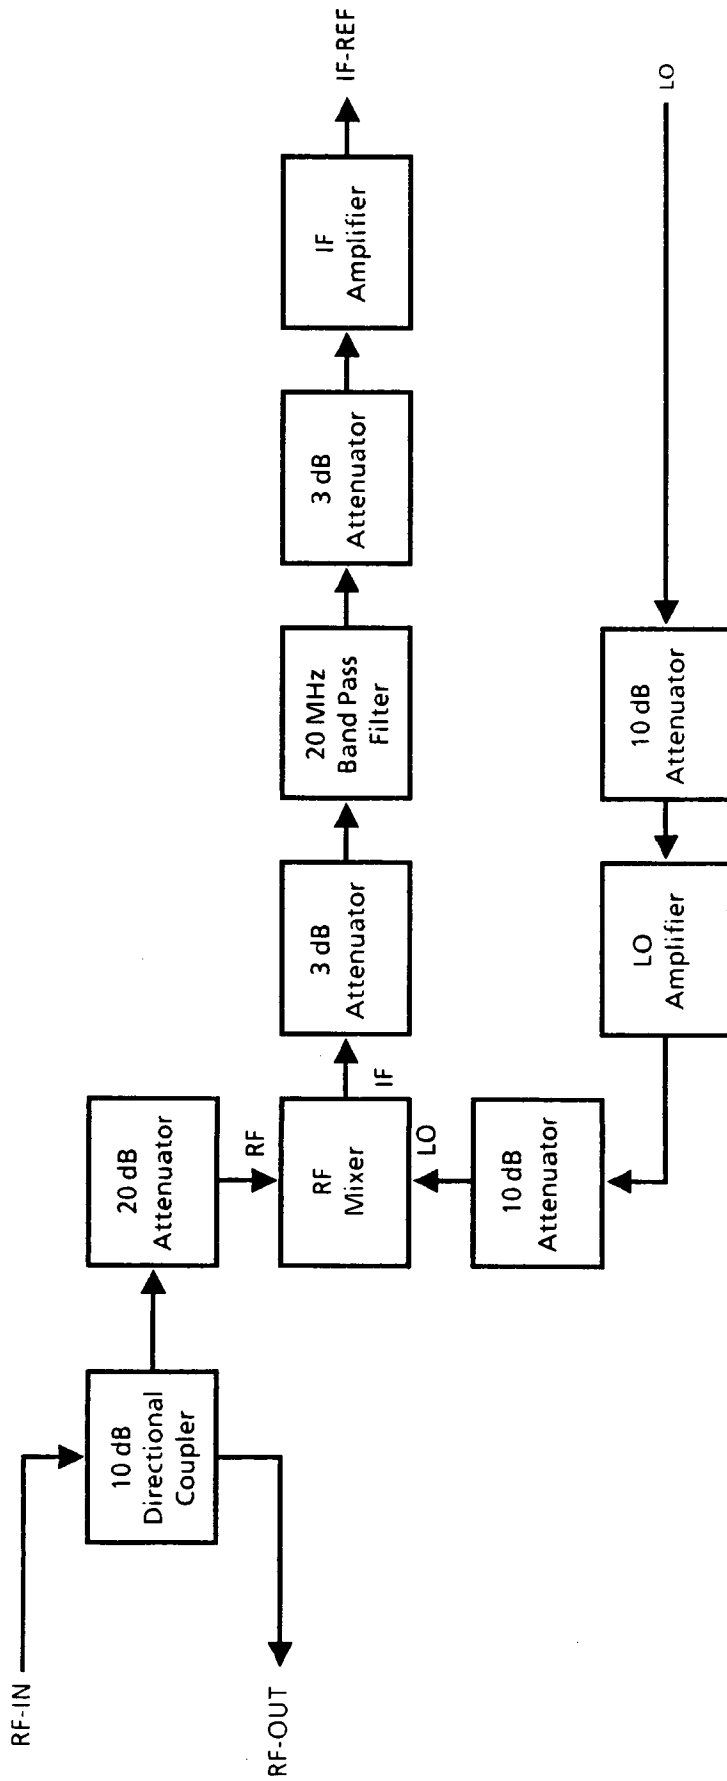 RF-IN
RF-OUT
10 dB
Directional
Coupler
20 dB
Attenuator
RF
RF
Mixer
IF
LO
10 dB
Attenuator
3 dB
Attenuator
20 MHz
Band Pass
Filter
3 dB
Attenuator
IF
Amplifier
IF-REF
LO
Amplifier
10 dB
Attenuator
LO